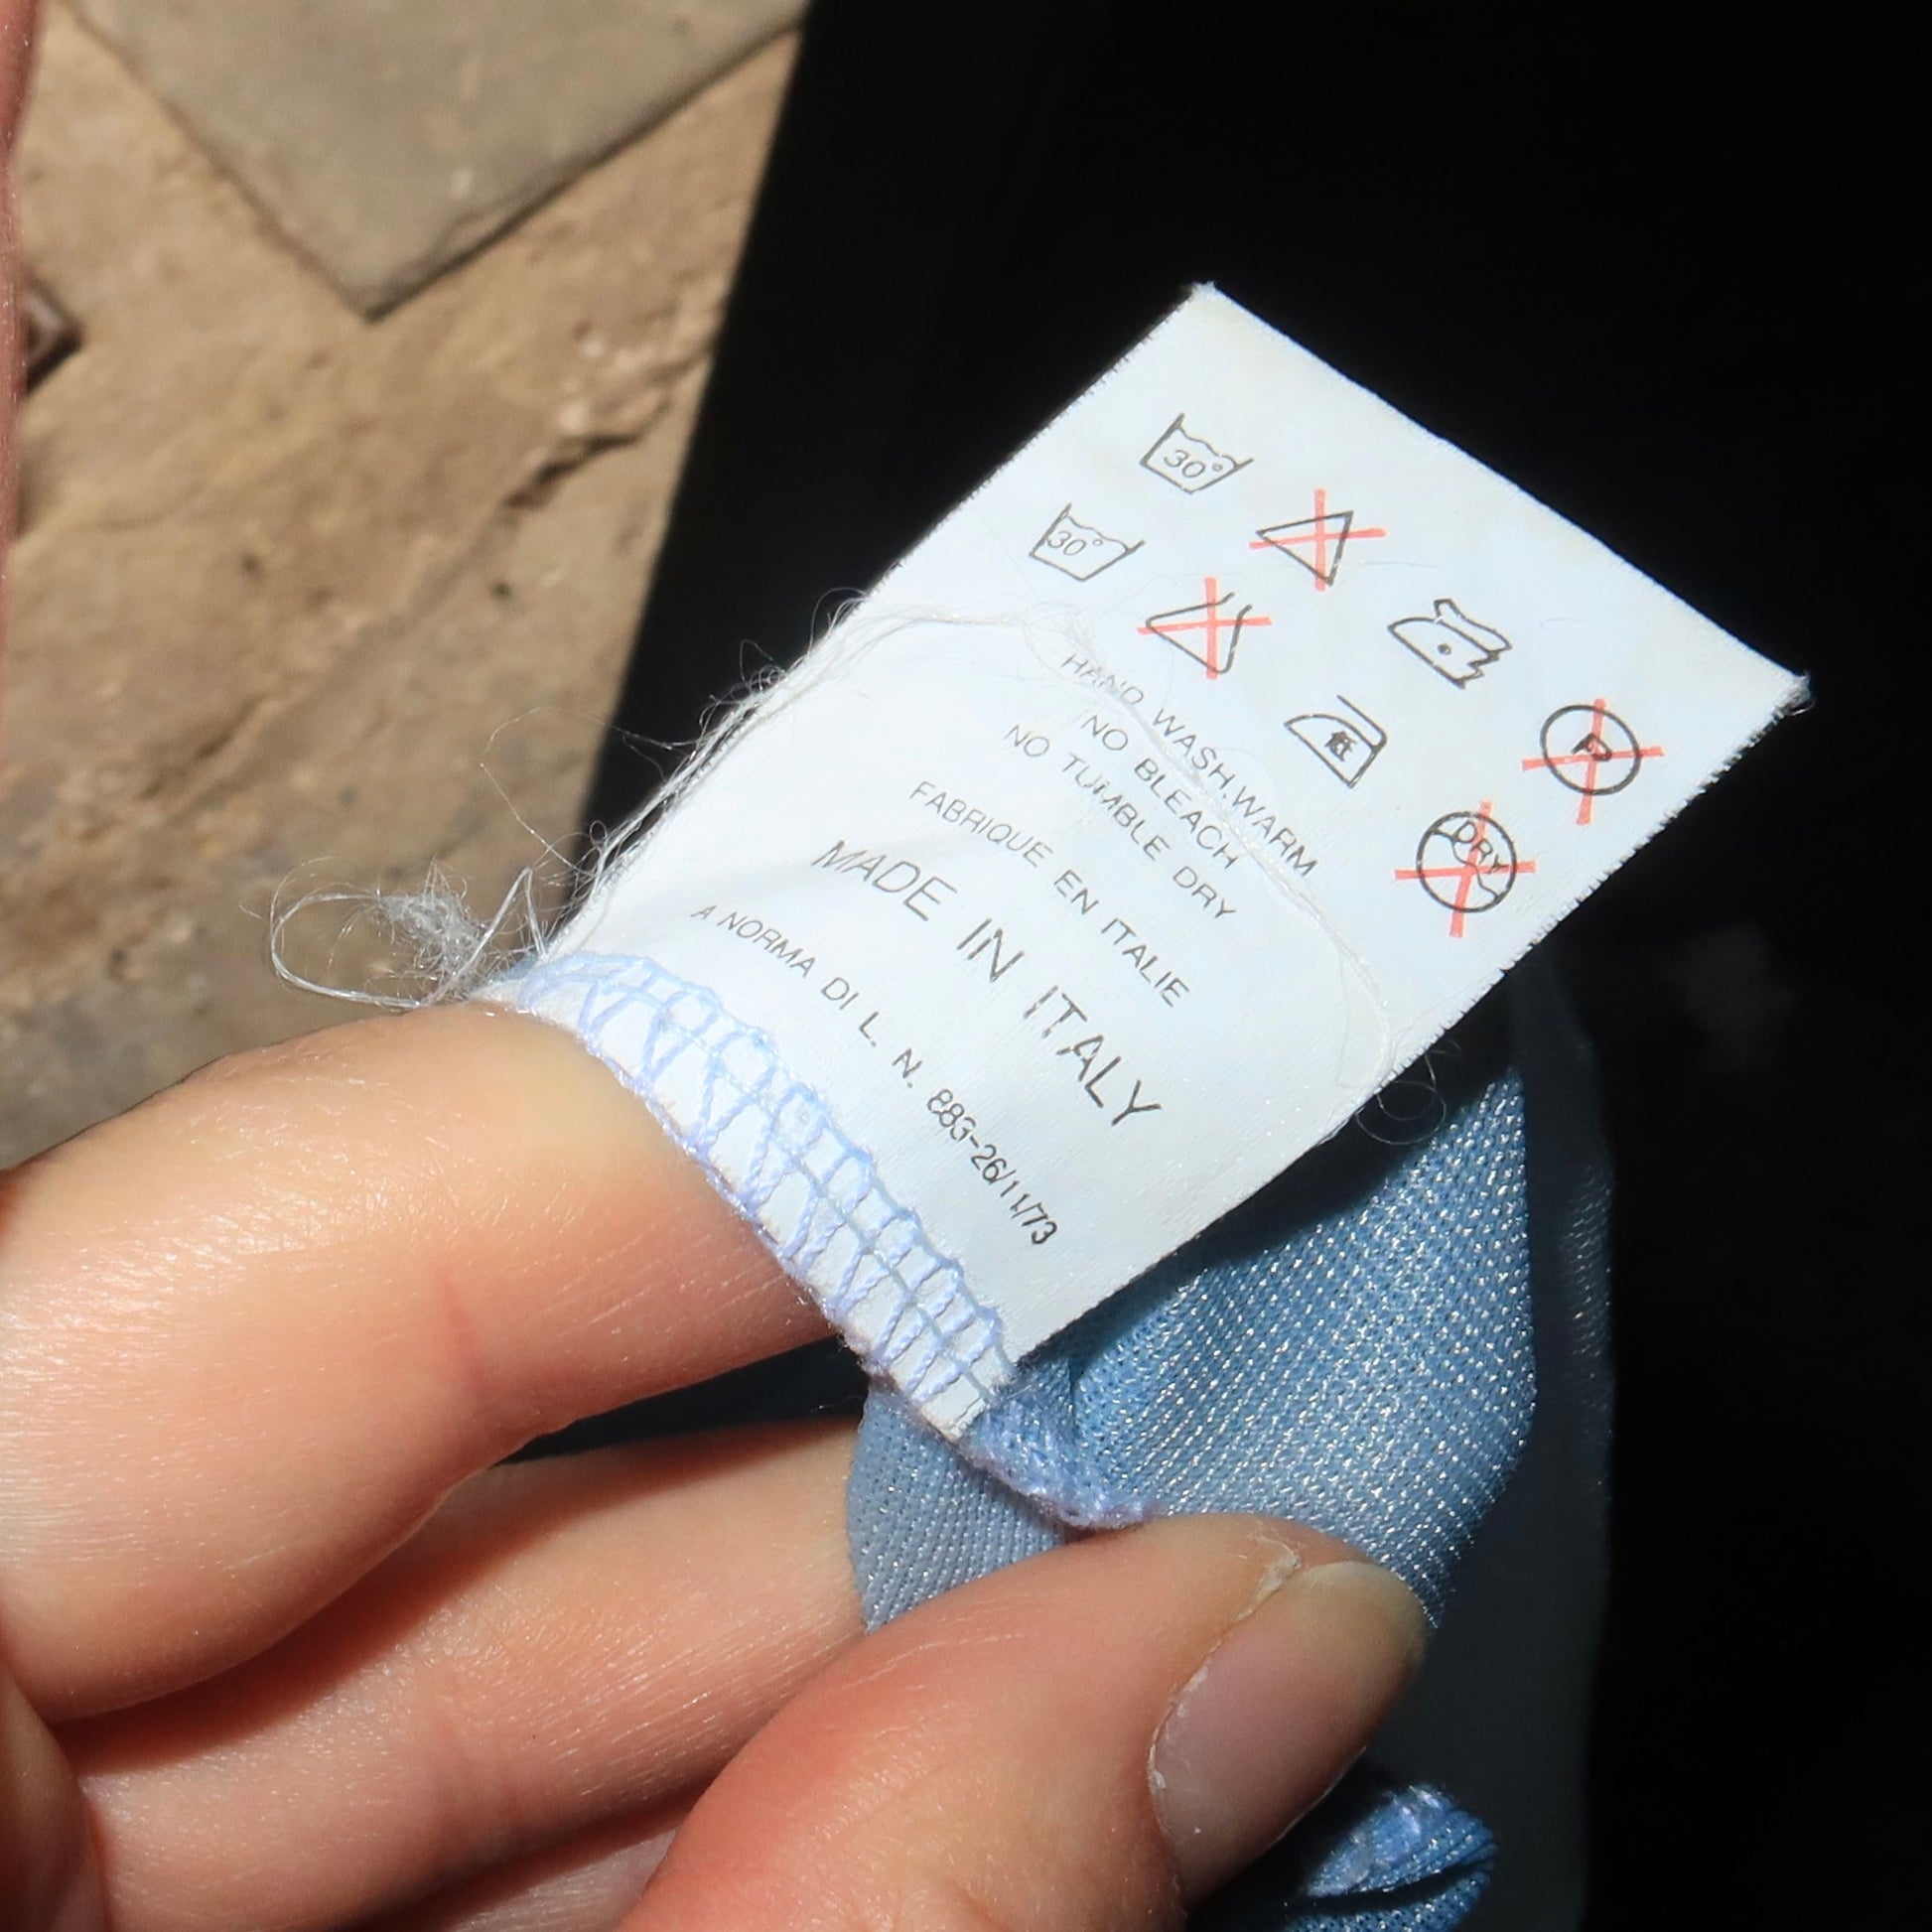 30°
30°
P
低
DRY
HAND WASH.WARM
NO BLEACH
NO TUMBLE DRY
FABRIQUE EN ITALIE
MADE IN ITALY
A NORMA DI L. N. 883-26/11/73